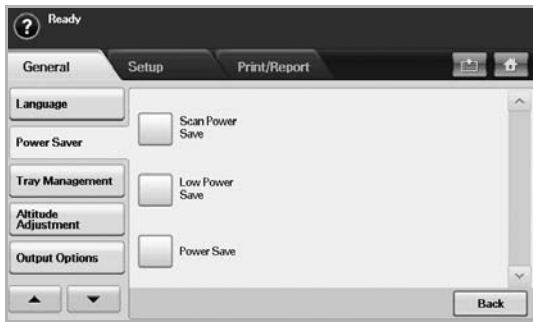 ?
Ready
General
Setup
Print/Report
Language
Power Saver
Tray Management
Altitude
Adjustment
Output Options
Scan Power
Save
Low Power
Save
Power Save
Back